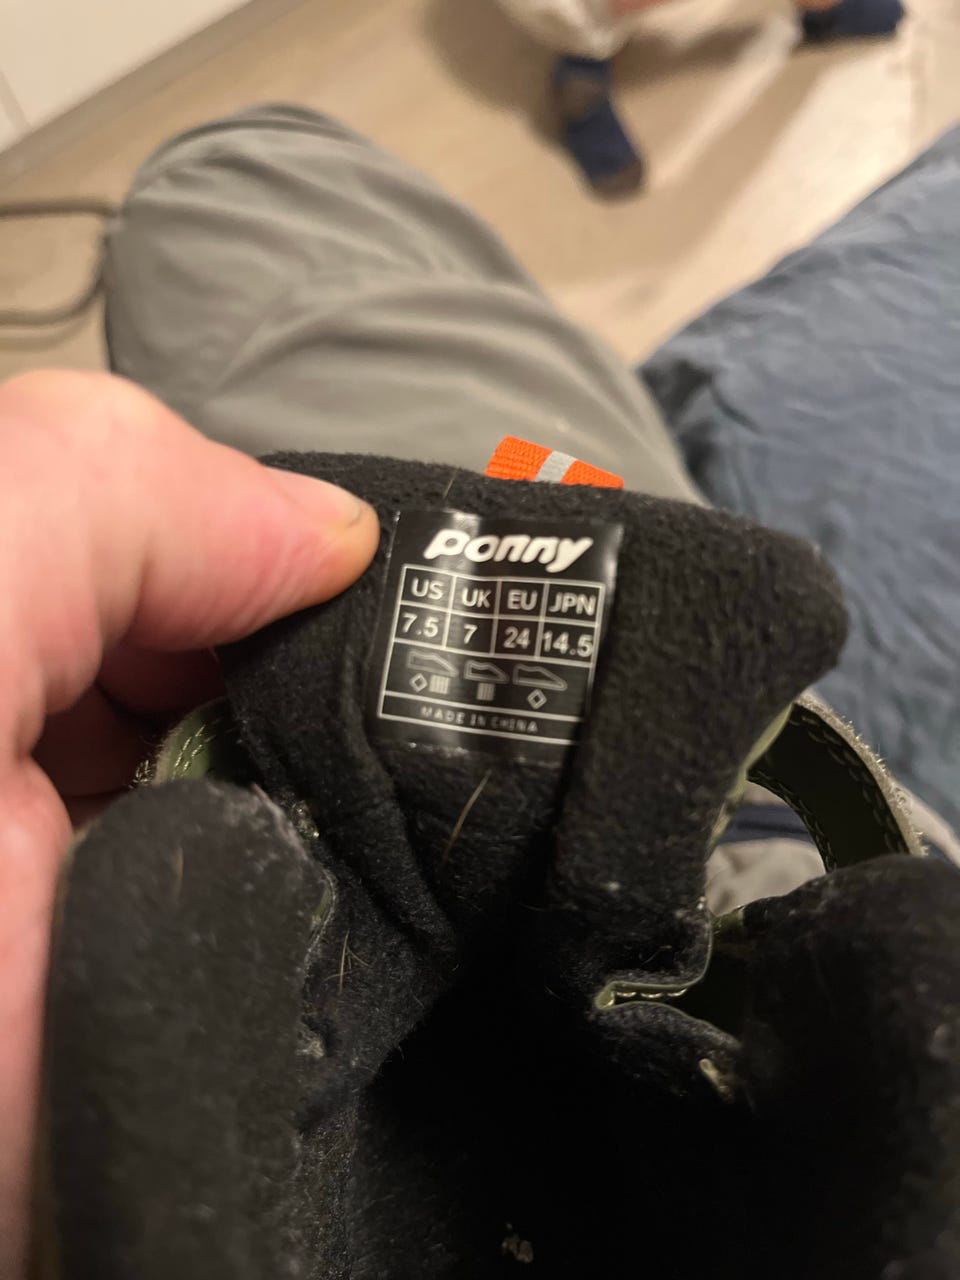 ponny
US UK EU JPN
7.5 7 24 14.5
MADE IN CHINA